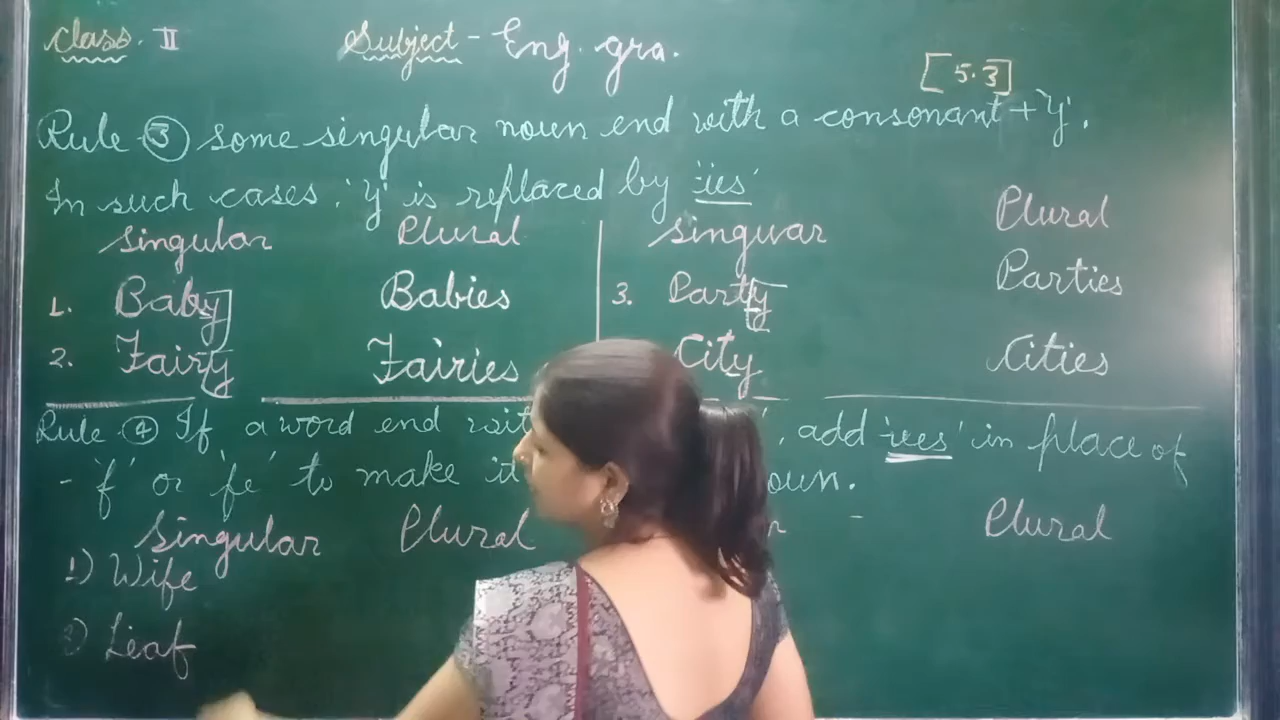 Class. II Subject - Eng. gra.
[5.3]
Rule - ③ Some singular noun end with a consonant + 'y'.
In such cases, 'y' is replaced by 'ies'
Singular Plural Singuar Plural
1. Baby Babies 3. Party Parties
2. Fairy Fairies City Cities
Rule - ④ If a word end , add 'ves' in place of
- 'f' or 'fe' to make it
Singular Plural - Plural
1) Wife
2) Leaf